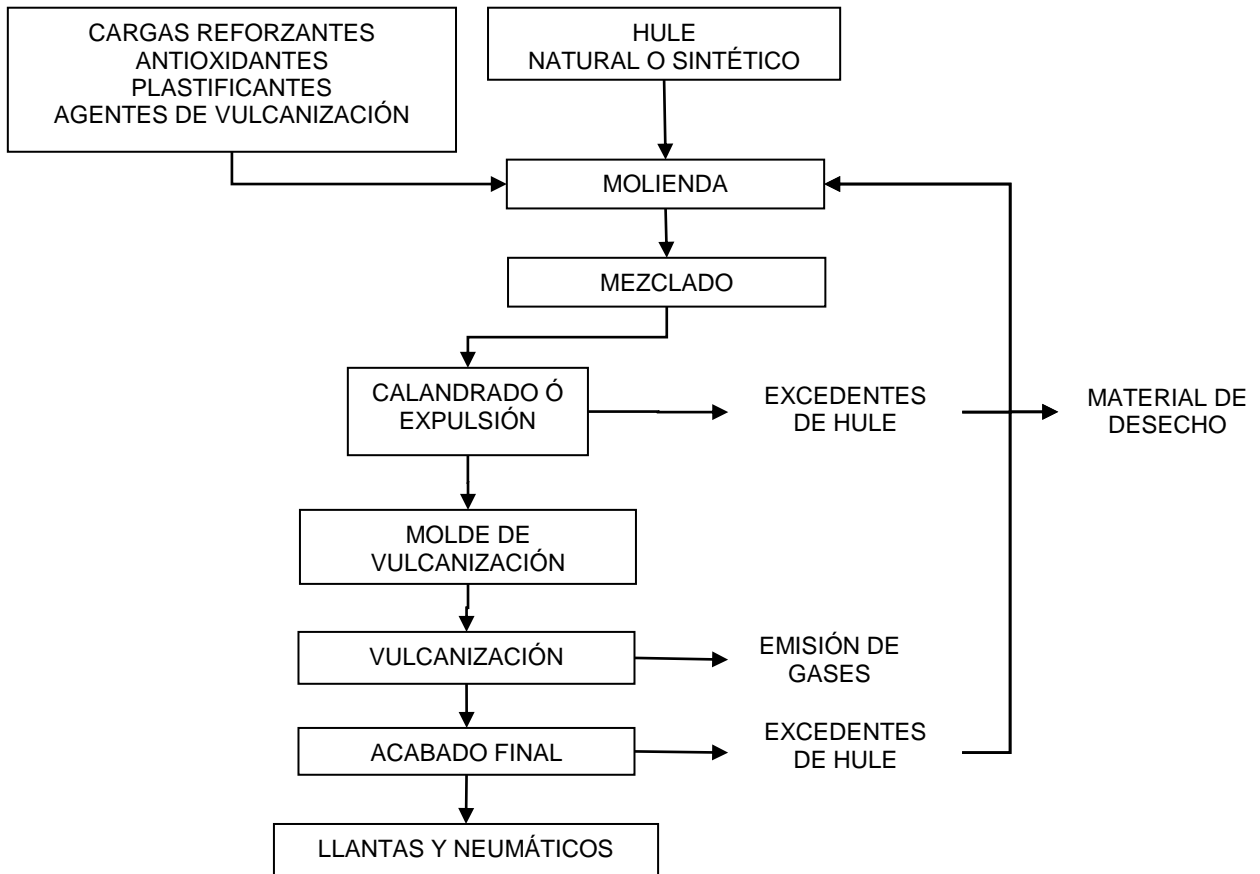 CARGAS REFORZANTES
ANTIOXIDANTES
PLASTIFICANTES
AGENTES DE VULCANIZACIÓN
HULE
NATURAL O SINTÉTICO
MOLIENDA
MEZCLADO
CALANDRADO Ó
EXPULSIÓN
EXCEDENTES
DE HULE
MATERIAL DE
DESECHO
MOLDE DE
VULCANIZACIÓN
VULCANIZACIÓN
EMISIÓN DE
GASES
ACABADO FINAL
EXCEDENTES
DE HULE
LLANTAS Y NEUMÁTICOS